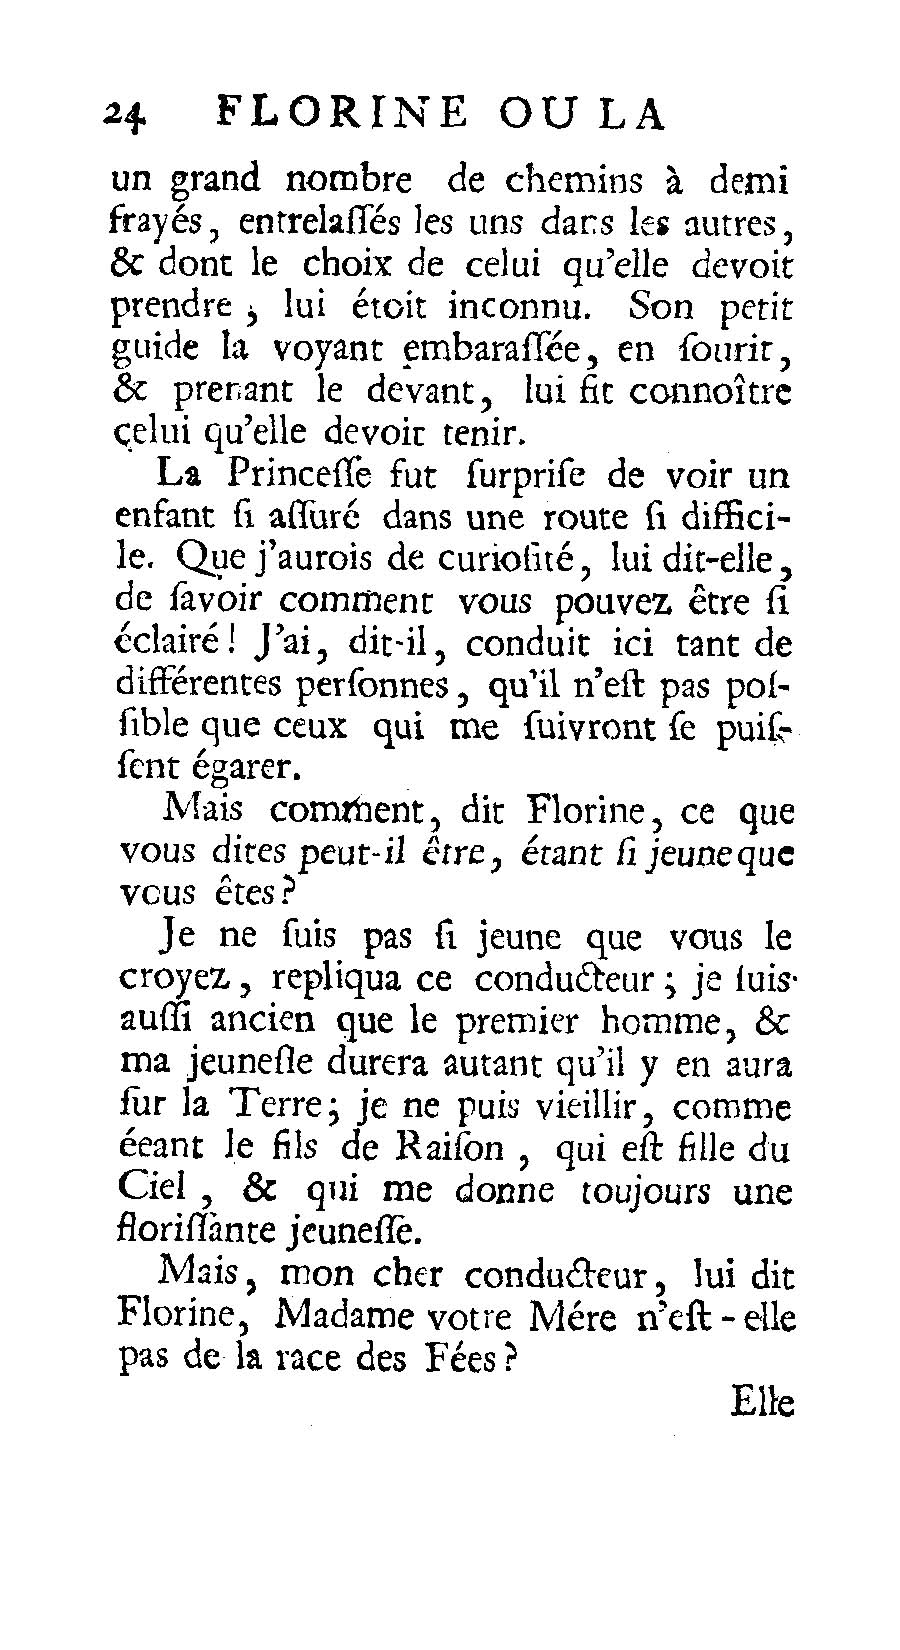 24 FLORINE OU LA
un grand nombre de chemins à demi
frayés, entrelaſſés les uns dans les autres,
& dont le choix de celui qu'elle devoit
prendre, lui étoit inconnu. Son petit
guide la voyant embaraſſée, en ſourit,
& prenant le devant, lui fit connoître
celui qu'elle devoit tenir.
La Princeſſe fut ſurpriſe de voir un
enfant ſi aſſuré dans une route ſi diffici-
le. Que j'aurois de curioſité, lui dit-elle,
de ſavoir comment vous pouvez être ſi
éclairé! J'ai, dit-il, conduit ici tant de
différentes perſonnes, qu'il n'eſt pas poſ-
ſible que ceux qui me ſuivront ſe puiſ-
ſent égarer.
Mais comment, dit Florine, ce que
vous dites peut-il être, étant ſi jeune que
vous êtes?
Je ne ſuis pas ſi jeune que vous le
croyez, repliqua ce conducteur; je ſuis
auſſi ancien que le premier homme, &
ma jeuneſſe durera autant qu'il y en aura
ſur la Terre; je ne puis vieillir, comme
éeant le fils de Raiſon, qui eſt fille du
Ciel, & qui me donne toujours une
floriſſante jeuneſſe.
Mais, mon cher conducteur, lui dit
Florine, Madame votre Mére n'eſt-elle
pas de la race des Fées?
Elle